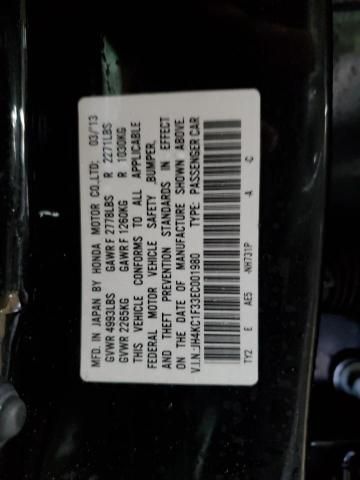 MFD. IN JAPAN BY HONDA MOTOR CO.,LTD. 03/'13
GVWR 4993LBS GAWR F 2778LBS R 2271LBS
GVWR 2265KG GAWR F 1260KG R 1030KG
THIS VEHICLE CONFORMS TO ALL APPLICABLE
FEDERAL MOTOR VEHICLE SAFETY, BUMPER,
AND THEFT PREVENTION STANDARDS IN EFFECT
ON THE DATE OF MANUFACTURE SHOWN ABOVE.
V.I.N.:JH4KC1F33EC001980 TYPE: PASSENGER CAR
TY2 E AE5 -NH731P -A -C